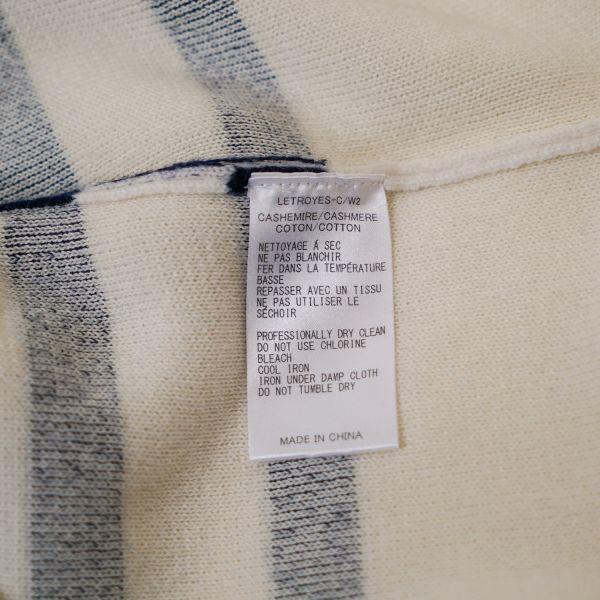 LETROYES-C/W2
CASHEMIRE/CASHMERE
COTON/COTTON
NETTOYAGE Á SEC
NE PAS BLANCHIR
FER DANS LA TEMPÉRATURE
BASSE
REPASSER AVEC UN TISSU
NE PAS UTILISER LE
SÉCHOIR
PROFESSIONALLY DRY CLEAN
DO NOT USE CHLORINE
BLEACH
COOL IRON
IRON UNDER DAMP CLOTH
DO NOT TUMBLE DRY
MADE IN CHINA